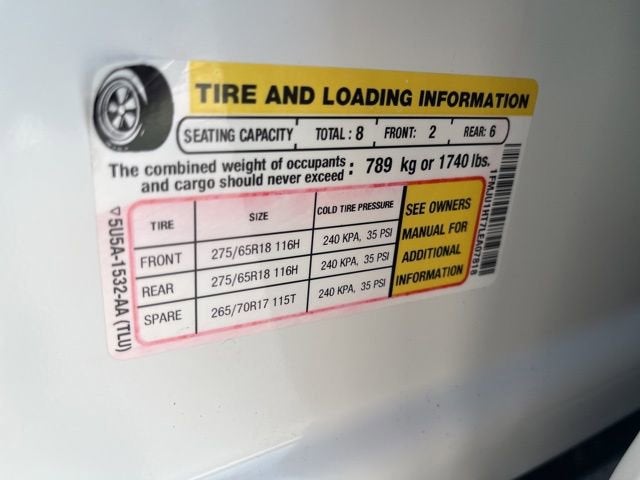 TIRE AND LOADING INFORMATION
SEATING CAPACITY TOTAL: 8 FRONT: 2 REAR: 6
The combined weight of occupants and cargo should never exceed : 789 kg or 1740 lbs.
TIRE SIZE COLD TIRE PRESSURE
FRONT 275/65R18 116H 240 KPA, 35 PSI
REAR 275/65R18 116H 240 KPA, 35 PSI
SPARE 265/70R17 115T 240 KPA, 35 PSI
SEE OWNERS
MANUAL FOR
ADDITIONAL
INFORMATION
5U5A-1532-AA (TLU)
1FMJU1HT7LEA07818